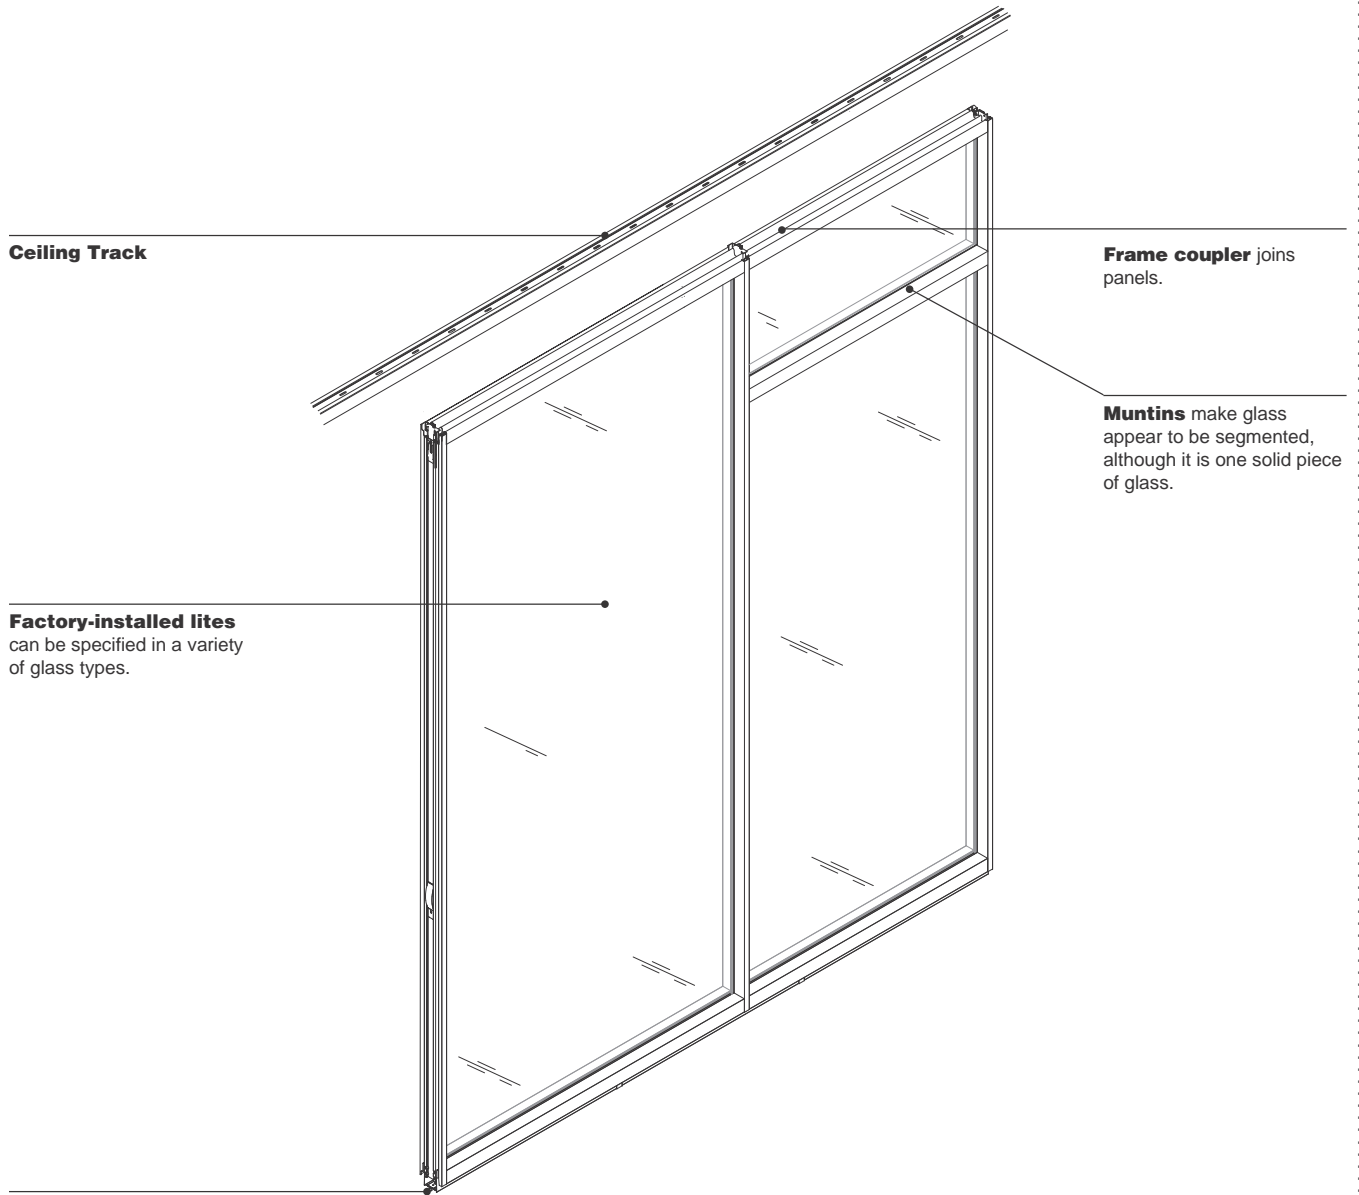 Ceiling Track
Frame coupler joins
panels.
Muntins make glass
appear to be segmented,
although it is one solid piece
of glass.
Factory-installed lites
can be specified in a variety
of glass types.